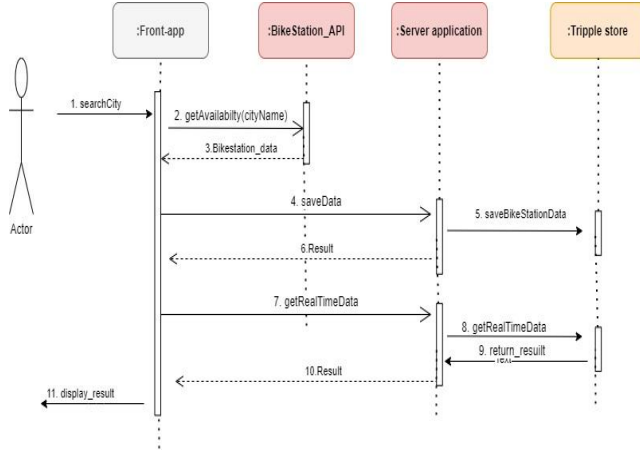 :Front-app
:BikeStation_API
:Server application
:Tripple store
1. searchCity
2. getAvailabilty(cityName)
3.Bikestation_data
4. saveData
5. saveBikeStationData
6.Result
7. getRealTimeData
8. getRealTimeData
9. return_resuilt
10.Result
11. display_result
Actor